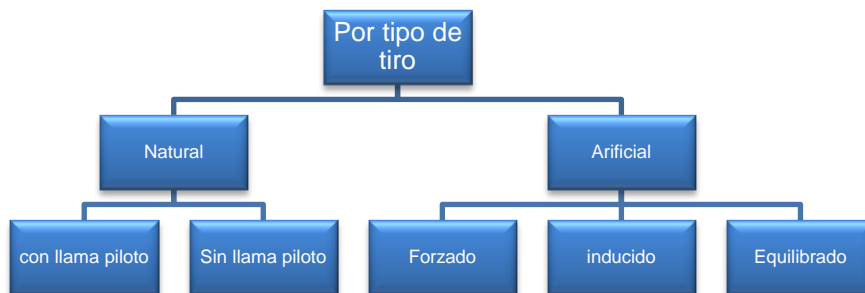 Por tipo de
tiro
Natural
Arificial
con llama piloto
Sin llama piloto
Forzado
inducido
Equilibrado